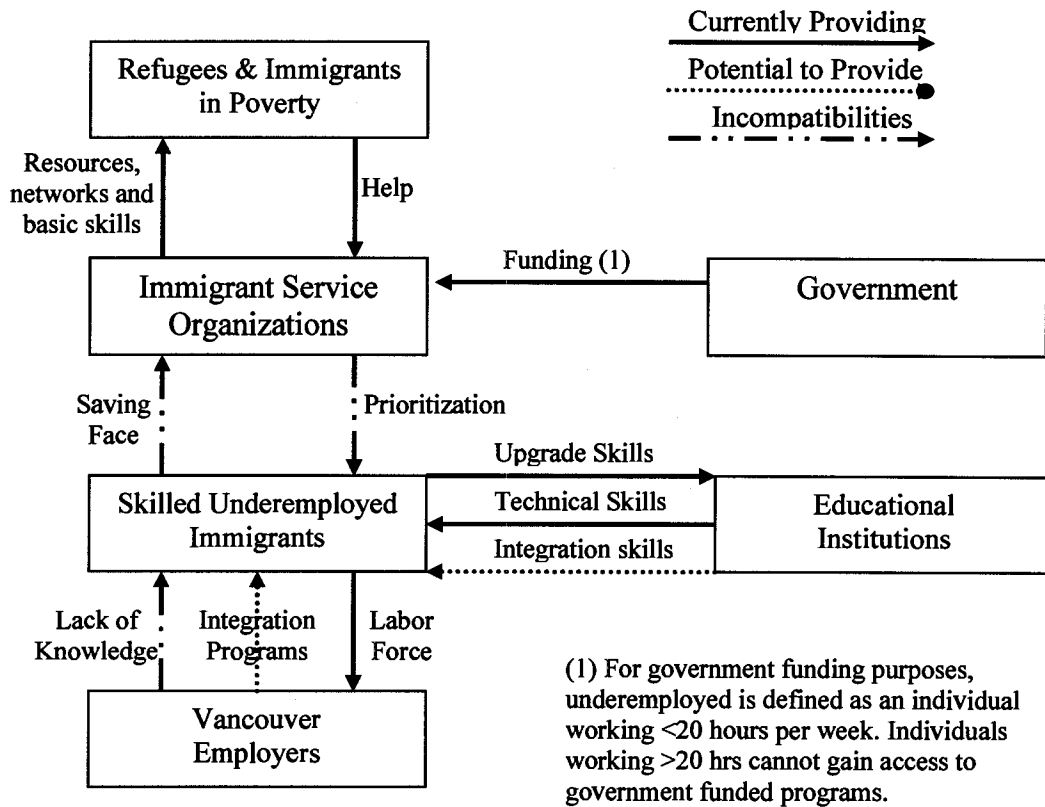 Currently Providing
Potential to Provide
Incompatibilities
Refugees & Immigrants
in Poverty
Resources,
networks and
basic skills
Help
Immigrant Service
Organizations
Funding (1)
Government
Saving
Face
Prioritization
Skilled Underemployed
Immigrants
Upgrade Skills
Technical Skills
Integration skills
Educational
Institutions
Lack of
Knowledge
Integration
Programs
Labor
Force
Vancouver
Employers
(1) For government funding purposes,
underemployed is defined as an individual
working <20 hours per week. Individuals
working >20 hrs cannot gain access to
government funded programs.